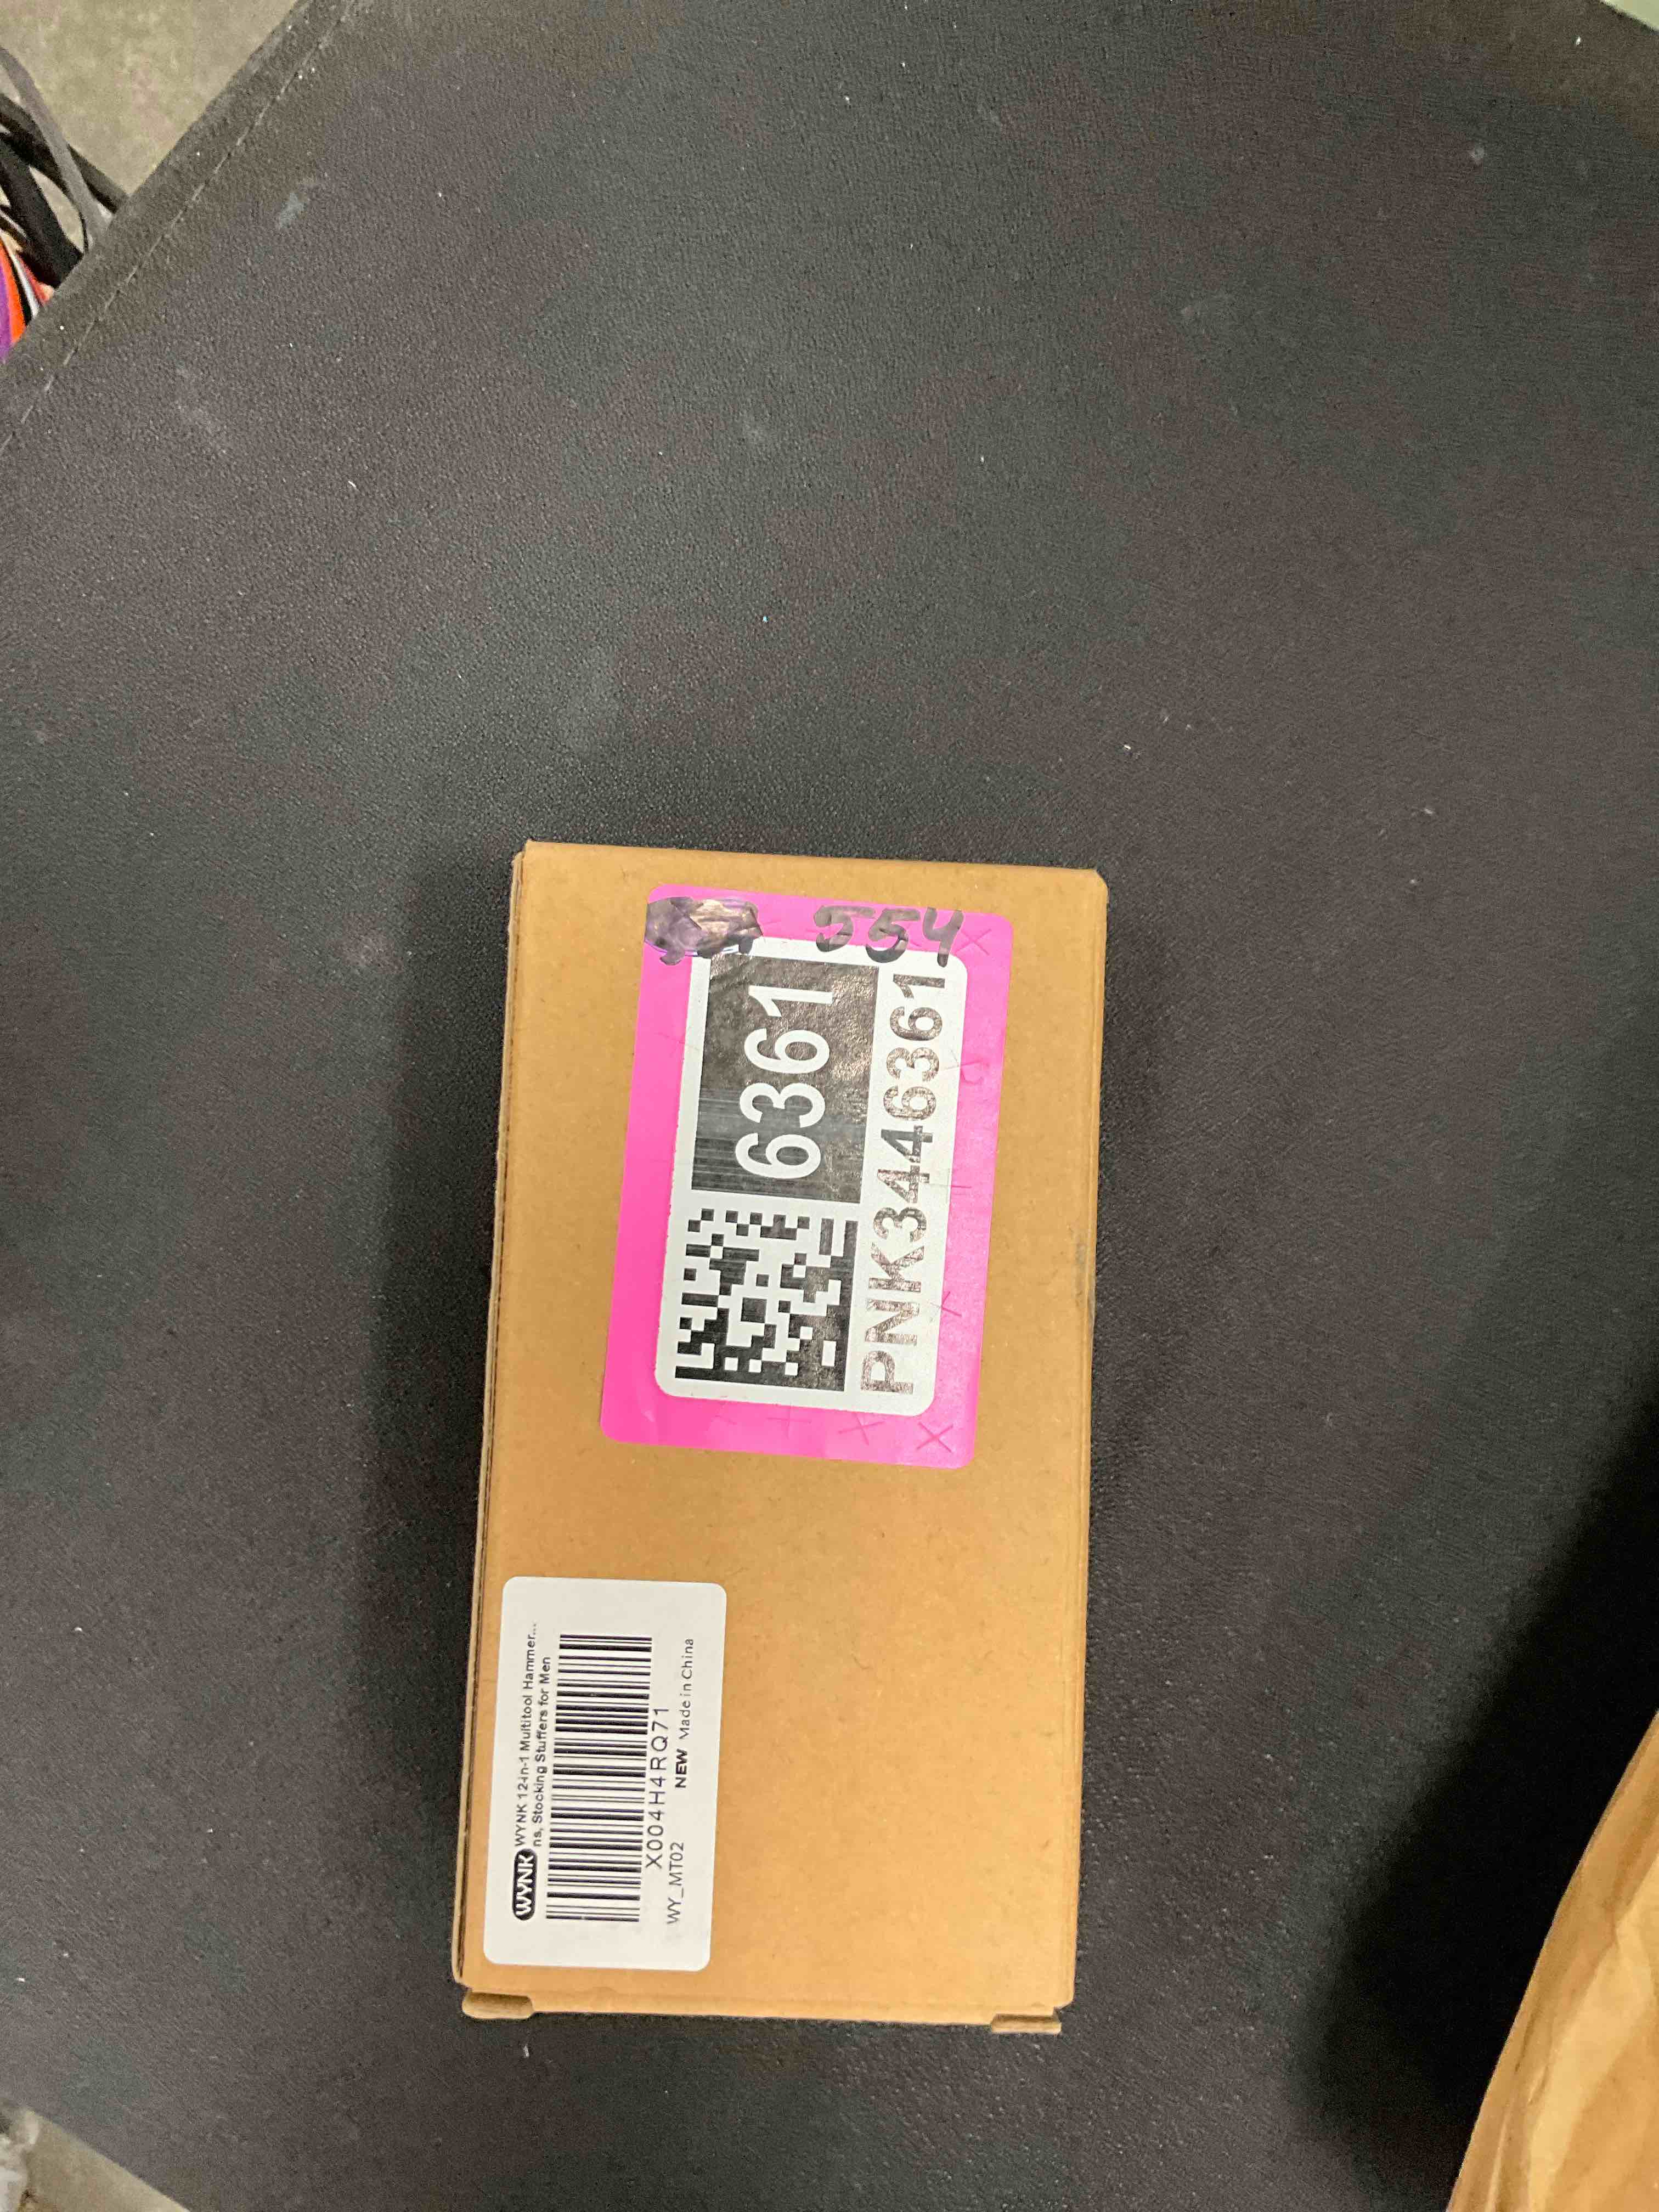 554
6361
PNK3446361
WYNK WYNK 12-in-1 Multitool Hammer...
ns, Stocking Stuffers for Men
X004H4RQ71
WY_MT02 NEW Made in China